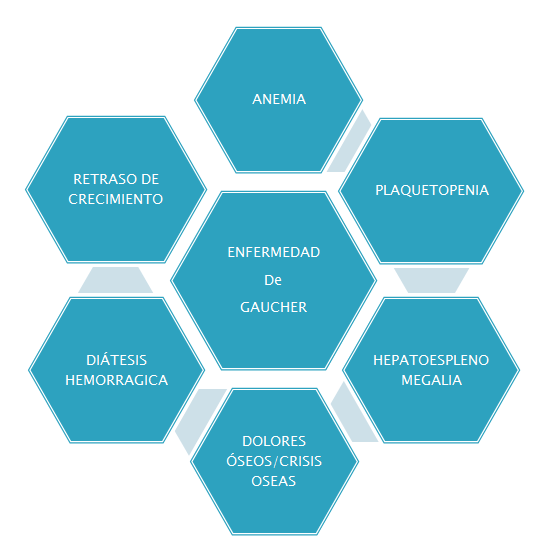 ANEMIA
PLAQUETOPENIA
HEPATOESPLENO
MEGALIA
DOLORES
ÓSEOS/CRISIS
OSEAS
DIÁTESIS
HEMORRAGICA
RETRASO DE
CRECIMIENTO
ENFERMEDAD
De
GAUCHER